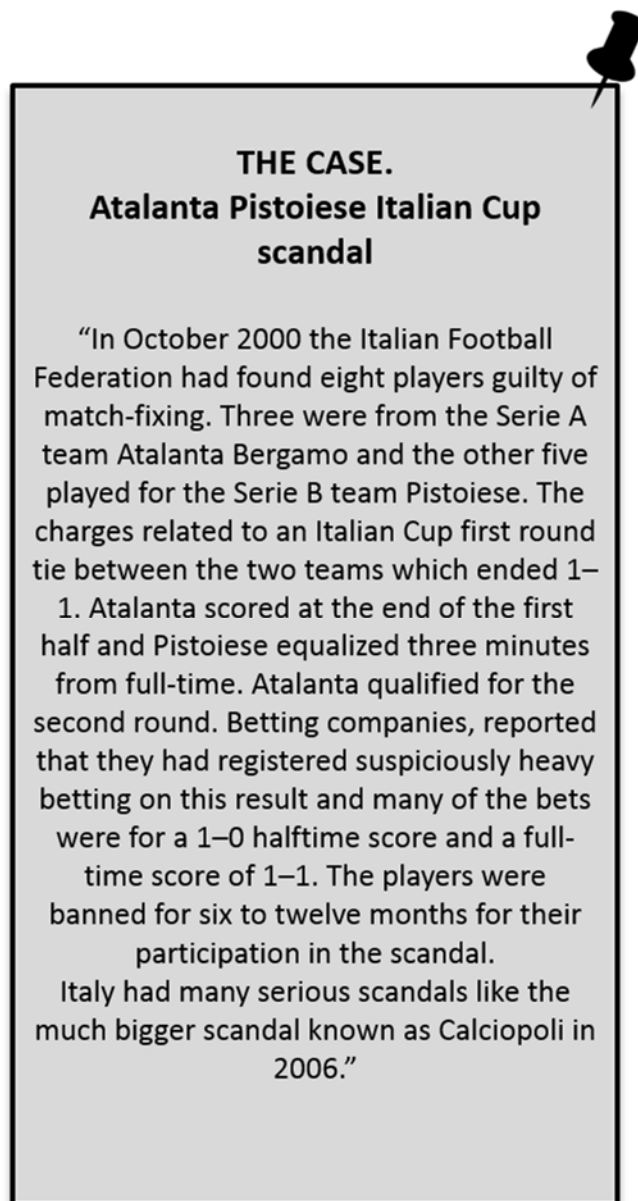 THE CASE.
Atalanta Pistoiese Italian Cup
scandal
“In October 2000 the Italian Football
Federation had found eight players guilty of
match-fixing. Three were from the Serie A
team Atalanta Bergamo and the other five
played for the Serie B team Pistoiese. The
charges related to an Italian Cup first round
tie between the two teams which ended 1–
1. Atalanta scored at the end of the first
half and Pistoiese equalized three minutes
from full-time. Atalanta qualified for the
second round. Betting companies, reported
that they had registered suspiciously heavy
betting on this result and many of the bets
were for a 1–0 halftime score and a full-
time score of 1–1. The players were
banned for six to twelve months for their
participation in the scandal.
Italy had many serious scandals like the
much bigger scandal known as Calciopoli in
2006.”